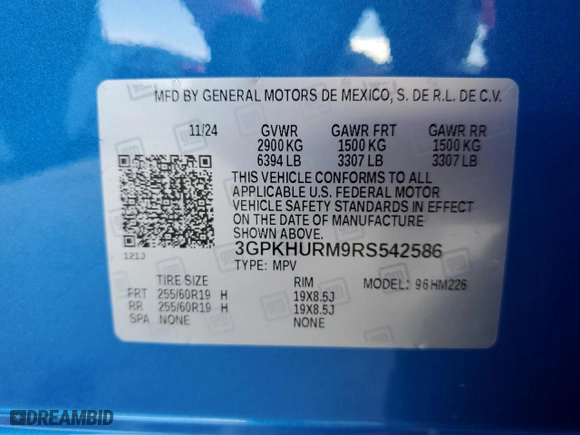 MFD BY GENERAL MOTORS DE MEXICO, S. DE R.L. DE C.V.
11/24 GVWR GAWR FRT GAWR RR
2900 KG 1500 KG 1500 KG
6394 LB 3307 LB 3307 LB
THIS VEHICLE CONFORMS TO ALL
APPLICABLE U.S. FEDERAL MOTOR
VEHICLE SAFETY STANDARDS IN EFFECT
ON THE DATE OF MANUFACTURE
SHOWN ABOVE.
121J 3GPKHURM9RS542586
TYPE: MPV
TIRE SIZE RIM MODEL: 96HM226
FRT 255/60R19 H 19X8.5J
RR 255/60R19 H 19X8.5J
SPA NONE NONE
DREAMBID